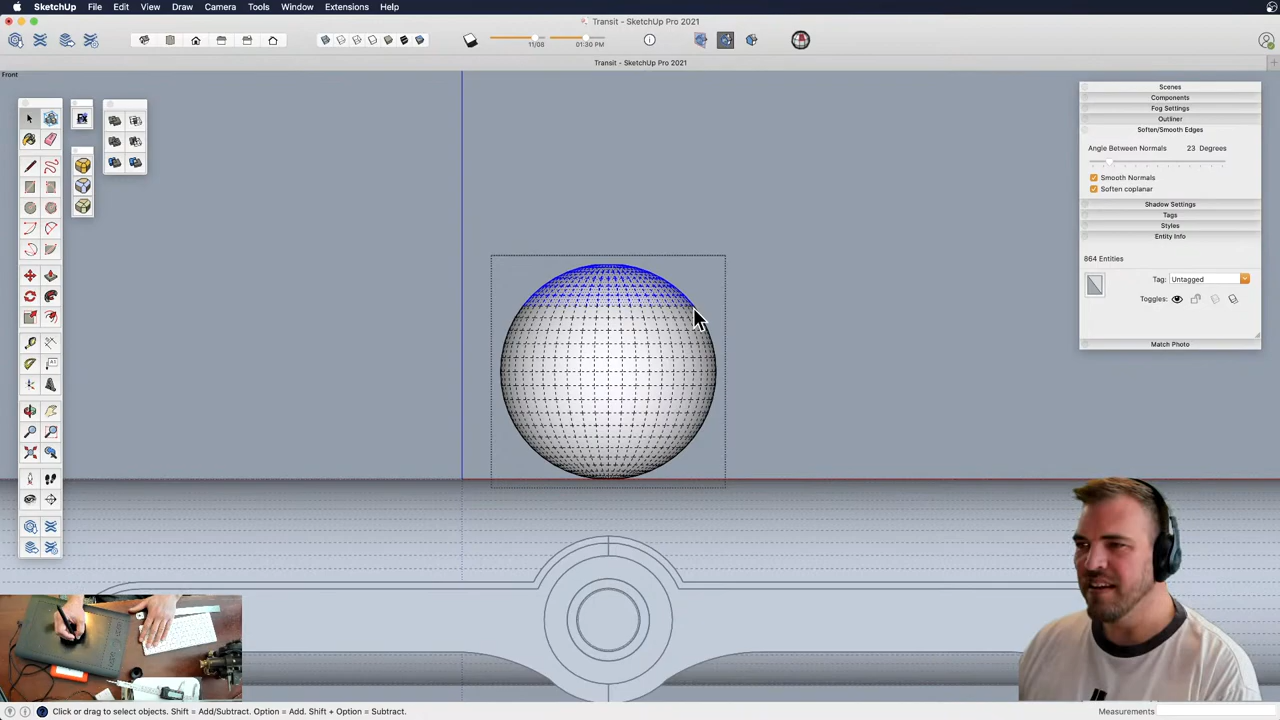 SketchUp File Edit View Draw Camera Tools Window Extensions Help
Transit - SketchUp Pro 2021
11/08
01:30 PM
Transit - SketchUp Pro 2021
Front
Scenes
Components
Fog Settings
Outliner
Soften/Smooth Edges
Angle Between Normals 23 Degrees
Smooth Normals
Soften coplanar
Shadow Settings
Tags
Styles
Entity Info
864 Entities
Tag: Untagged
Toggles:
Match Photo
Click or drag to select objects. Shift = Add/Subtract. Option = Add. Shift + Option = Subtract.
Measurements